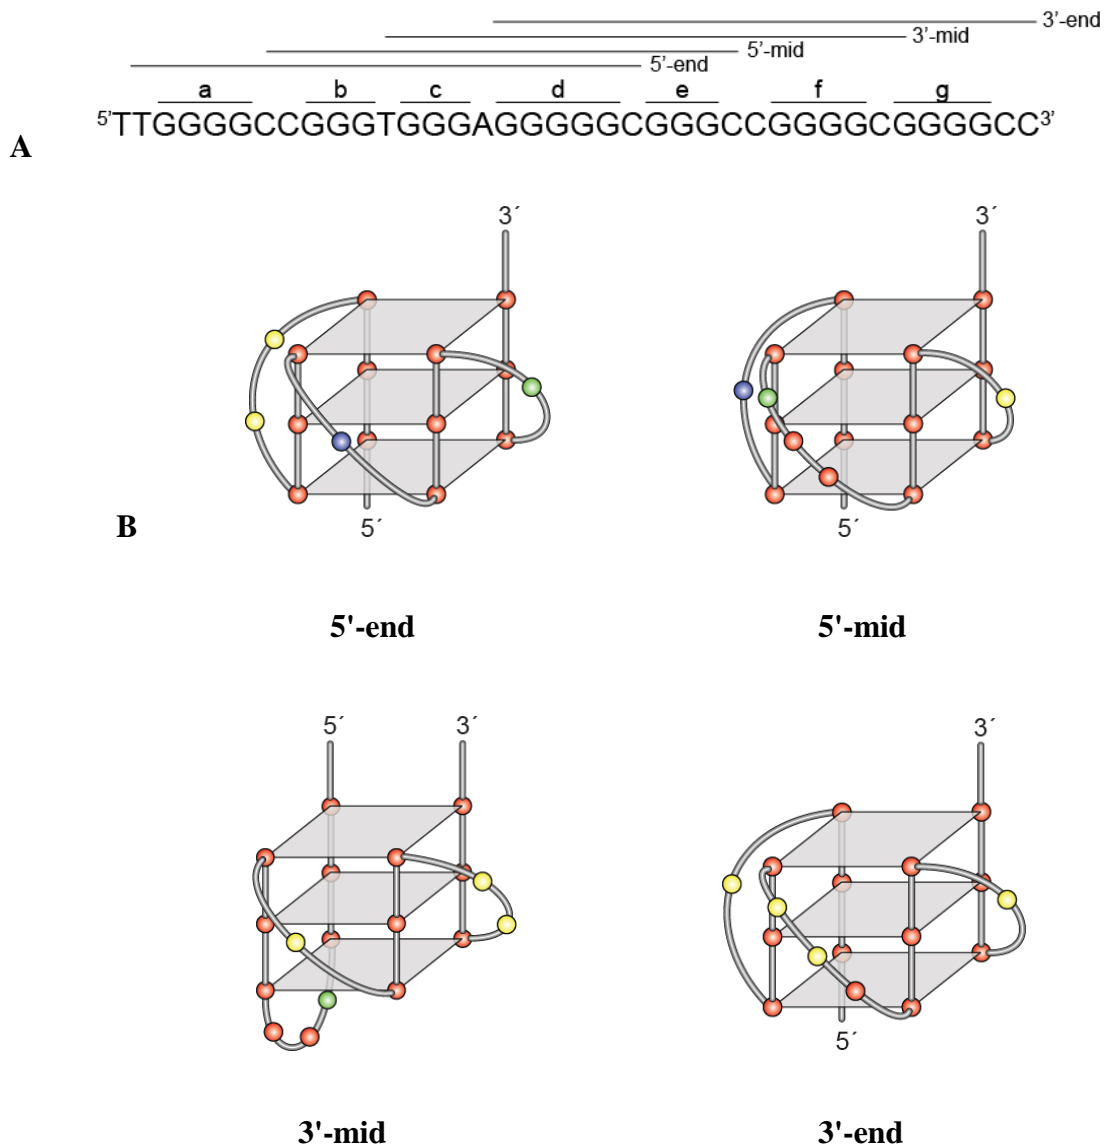 3'-end
3'-mid
5'-mid
5'-end
a b c d e f g
5'TTGGGGCCGGGTGGGAGGGGGCGGGCCGGGGCGGGGCC3'
A
3´ 3´
5´ 5´
B
5'-end 5'-mid
5´ 3´ 3´
5´
3'-mid 3'-end